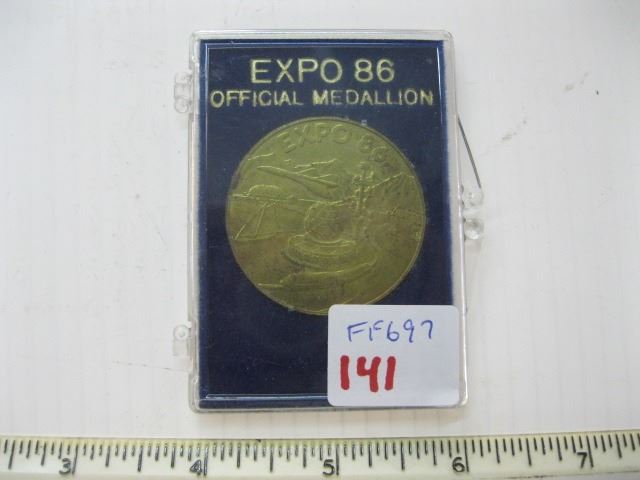 EXPO 86
OFFICIAL MEDALLION
EXPO 86
FF697
141
3 4 5 6 7